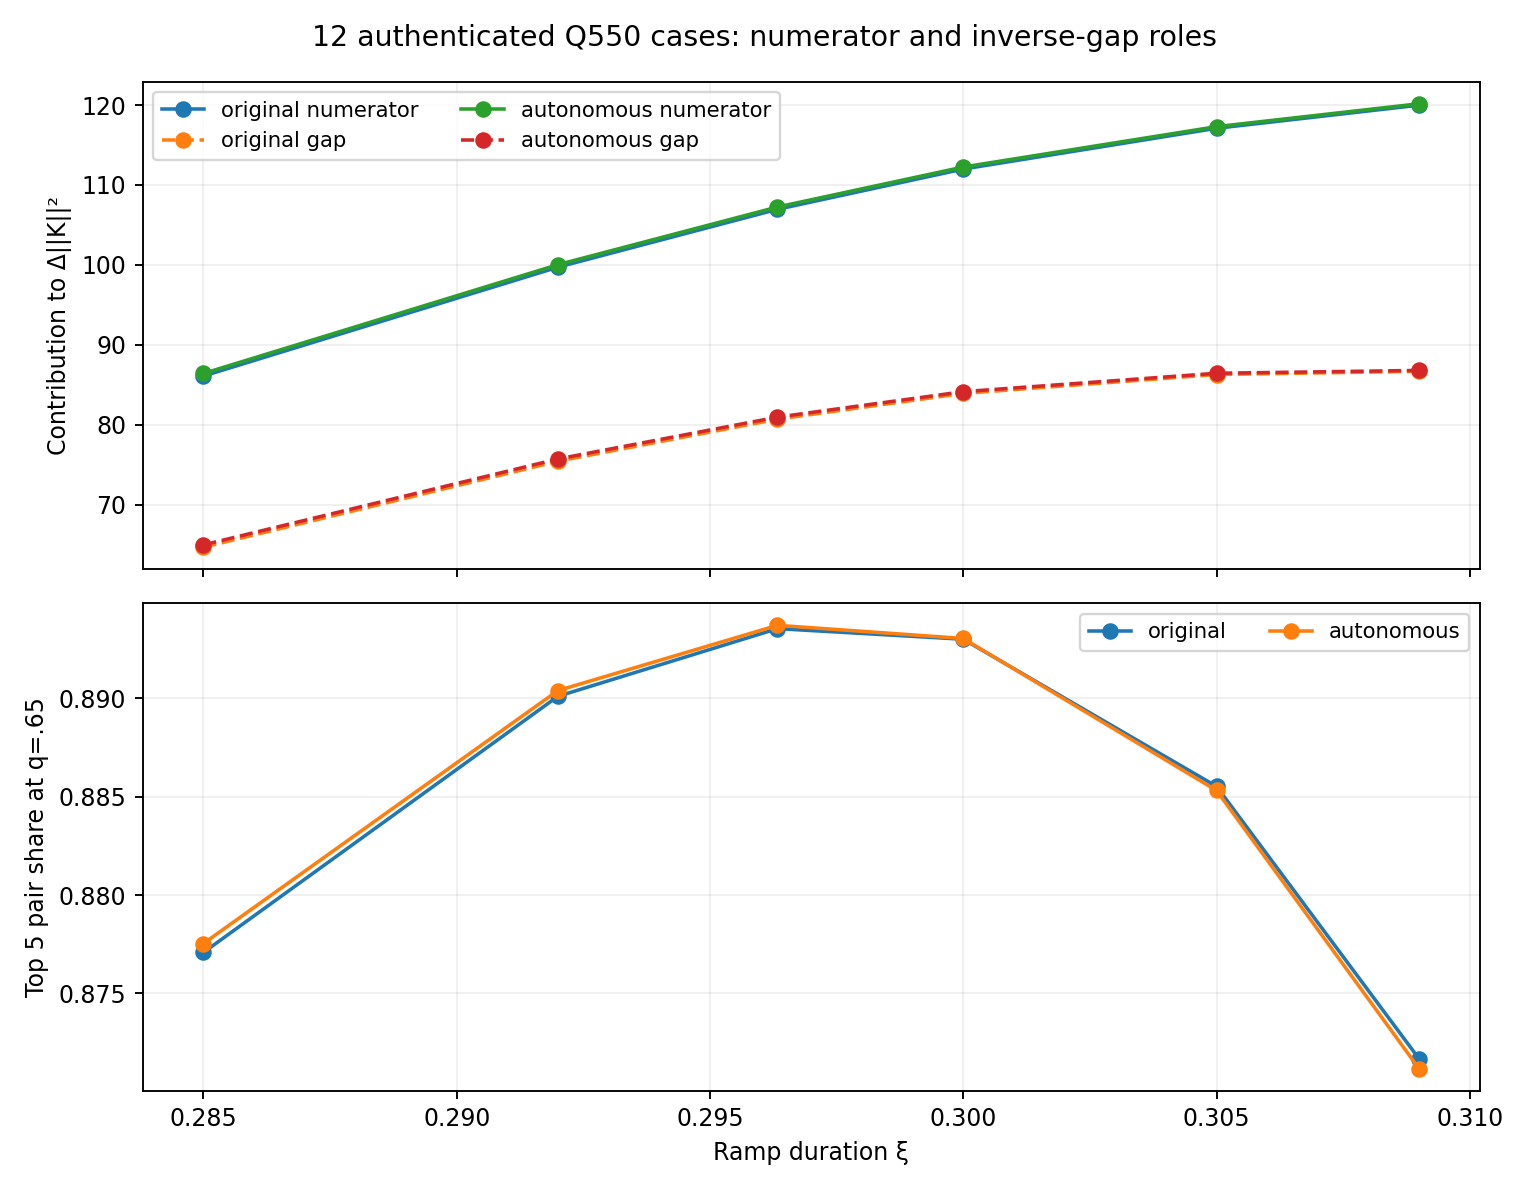 12 authenticated Q550 cases: numerator and inverse-gap roles
original numerator
original gap
autonomous numerator
autonomous gap
Contribution to Δ||K||²
120
110
100
90
80
70
original
autonomous
Top 5 pair share at q=.65
0.890
0.885
0.880
0.875
0.285
0.290
0.295
0.300
0.305
0.310
Ramp duration ξ